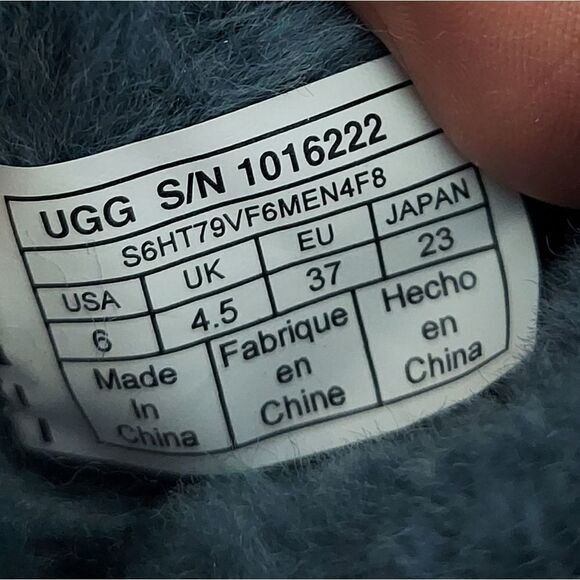 UGG S/N 1016222
S6HT79VF6MEN4F8
USA UK EU JAPAN
6 4.5 37 23
Made Fabrique Hecho
In en en
China Chine China